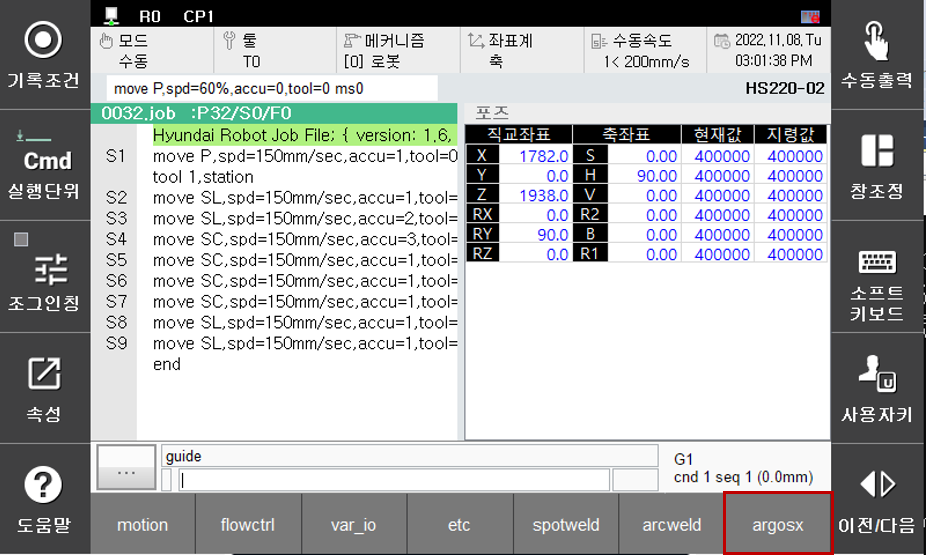 R0 CP1
기록조건
모드
수동
툴
T0
메커니즘
[0] 로봇
좌표계
축
수동속도
1< 200mm/s
2022.11.08, Tu
03:01:38 PM
수동출력
move P,spd=60%,accu=0,tool=0 ms0
HS220-02
Cmd
실행단위
0032.job :P32/S0/F0
Hyundai Robot Job File; { version: 1,6,
S1 move P,spd=150mm/sec,accu=1,tool=0
tool 1,station
S2 move SL,spd=150mm/sec,accu=1,tool=
S3 move SL,spd=150mm/sec,accu=2,tool=
S4 move SC,spd=150mm/sec,accu=3,tool=
S5 move SC,spd=150mm/sec,accu=1,tool=
S6 move SC,spd=150mm/sec,accu=1,tool=
S7 move SC,spd=150mm/sec,accu=1,tool=
S8 move SL,spd=150mm/sec,accu=1,tool=
S9 move SL,spd=150mm/sec,accu=1,tool=
end
포즈
직교좌표 축좌표 현재값 지령값
X 1782.0 S 0.00 400000 400000
Y 0.0 H 90.00 400000 400000
Z 1938.0 V 0.00 400000 400000
RX 0.0 R2 0.00 400000 400000
RY 90.0 B 0.00 400000 400000
RZ 0.0 R1 0.00 400000 400000
창조정
조그인칭
소프트
키보드
속성
사용자키
U
...
guide
G1
cnd 1 seq 1 (0.0mm)
도움말
motion flowctrl var_io etc spotweld arcweld argosx
이전/다음